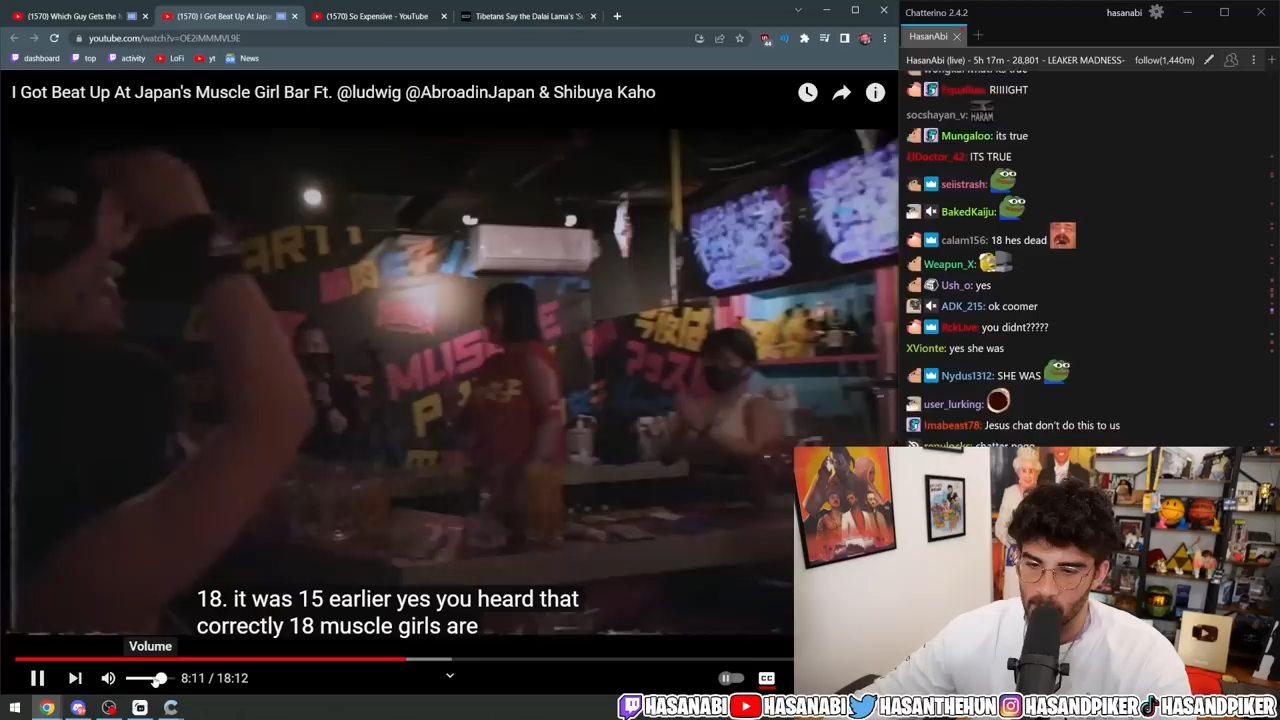 (1570) Which Guy Gets the M
(1570) I Got Beat Up At Japa
(1570) So Expensive - YouTube
Tibetans Say the Dalai Lama's 'Su
youtube.com/watch?v=OE2iMMMVL9E
dashboard
top
activity
LoFi
yt
News
I Got Beat Up At Japan's Muscle Girl Bar Ft. @ludwig @AbroadinJapan & Shibuya Kaho
MUSCLE
18. it was 15 earlier yes you heard that
correctly 18 muscle girls are
Volume
8:11 / 18:12
CC
Chatterino 2.4.2
hasanabi
HasanAbi
HasanAbi (live) - 5h 17m - 28,801 - LEAKER MADNESS-
follow(1,440m)
Equallius: RIIIIGHT
socshayan_v: HARAM
Mungaloo: its true
ElDoctor_42: ITS TRUE
seiistrash:
BakedKaiju:
calam156: 18 hes dead
Weapun_X:
Ush_o: yes
ADK_215: ok coomer
RckLive: you didnt?????
XVionte: yes she was
Nydus1312: SHE WAS
user_lurking:
Imabeast78: Jesus chat don't do this to us
HASANABI
HASANABI
HASANTHEHUN
HASANDPIKER
HASANDPIKER